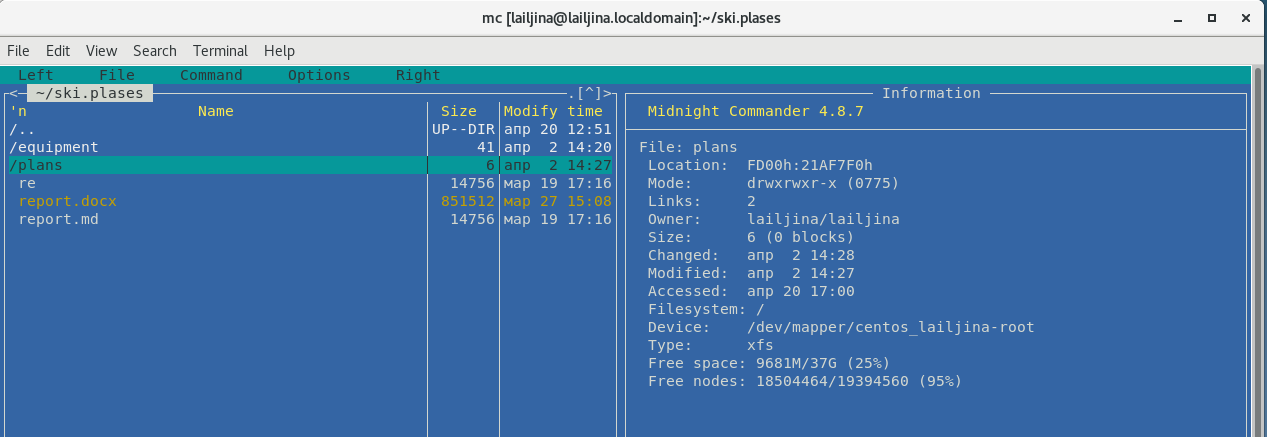 mc [lailjina@lailjina.localdomain]:~/ski.plases
File Edit View Search Terminal Help
Left File Command Options Right
<─ ~/ski.plases ─.[^]>
'n Name Size Modify time
/.. UP--DIR апр 20 12:51
/equipment 41 апр 2 14:20
/plans 6 апр 2 14:27
re 14756 мар 19 17:16
report.docx 851512 мар 27 15:08
report.md 14756 мар 19 17:16
Information
Midnight Commander 4.8.7
File: plans
Location: FD00h:21AF7F0h
Mode: drwxrwxr-x (0775)
Links: 2
Owner: lailjina/lailjina
Size: 6 (0 blocks)
Changed: апр 2 14:28
Modified: апр 2 14:27
Accessed: апр 20 17:00
Filesystem: /
Device: /dev/mapper/centos_lailjina-root
Type: xfs
Free space: 9681M/37G (25%)
Free nodes: 18504464/19394560 (95%)